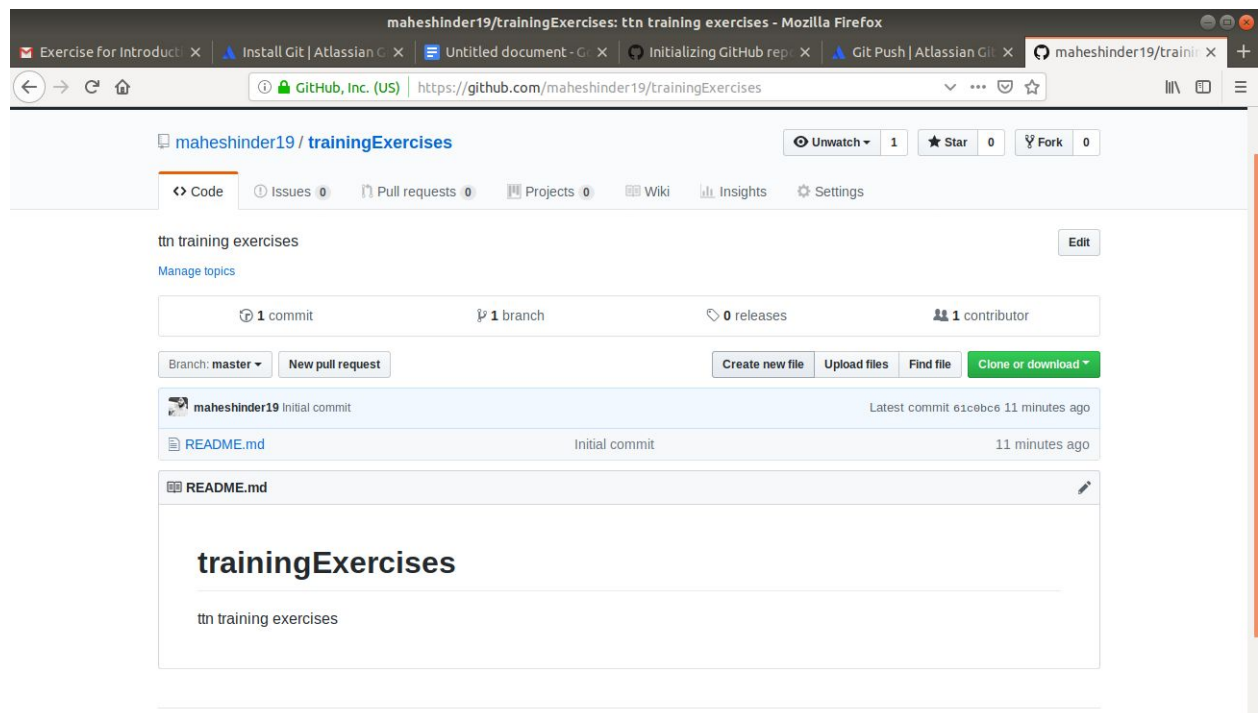 maheshinder19/trainingExercises: ttn training exercises - Mozilla Firefox
Exercise for Introducti Install Git | Atlassian G Untitled document - Go Initializing GitHub repo Git Push | Atlassian Git maheshinder19/trainin
GitHub, Inc. (US) https://github.com/maheshinder19/trainingExercises
maheshinder19 / trainingExercises Unwatch 1 Star 0 Fork 0
Code Issues 0 Pull requests 0 Projects 0 Wiki Insights Settings
ttn training exercises Edit
Manage topics
1 commit 1 branch 0 releases 1 contributor
Branch: master New pull request Create new file Upload files Find file Clone or download
maheshinder19 Initial commit Latest commit 61c0bc6 11 minutes ago
README.md Initial commit 11 minutes ago
README.md
trainingExercises
ttn training exercises